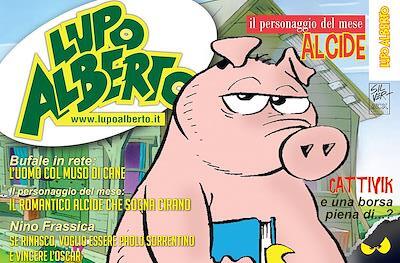 LUPO
ALBERTO
www.lupoalberto.it
il personaggio del mese
ALCIDE
LUPO ALBERTO
SILVER
Bufale in rete:
L'UOMO COL MUSO DI CANE
Il personaggio del mese:
IL ROMANTICO ALCIDE CHE SOGNA CIRANO
Nino Frassica
SE RINASCO, VOGLIO ESSERE PAOLO SORRENTINO
E VINCERE L'OSCAR
CATTIVIK
e una borsa
piena di...?